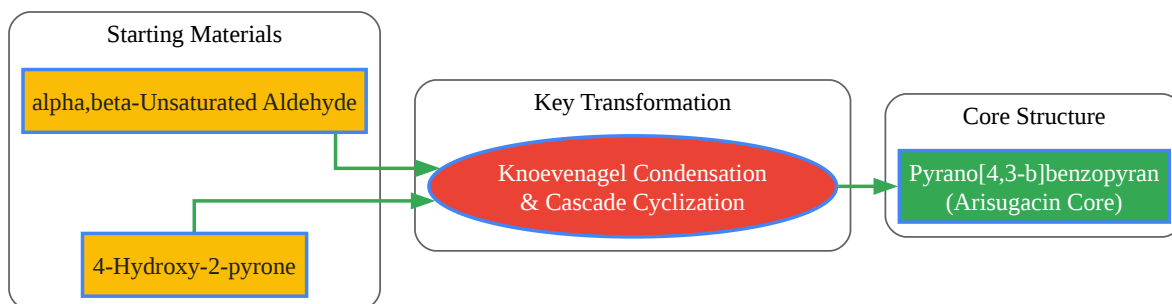 Starting Materials
alpha,beta-Unsaturated Aldehyde
4-Hydroxy-2-pyrone
Key Transformation
Knoevenagel Condensation
& Cascade Cyclization
Core Structure
Pyrano[4,3-b]benzopyran
(Arisugacin Core)